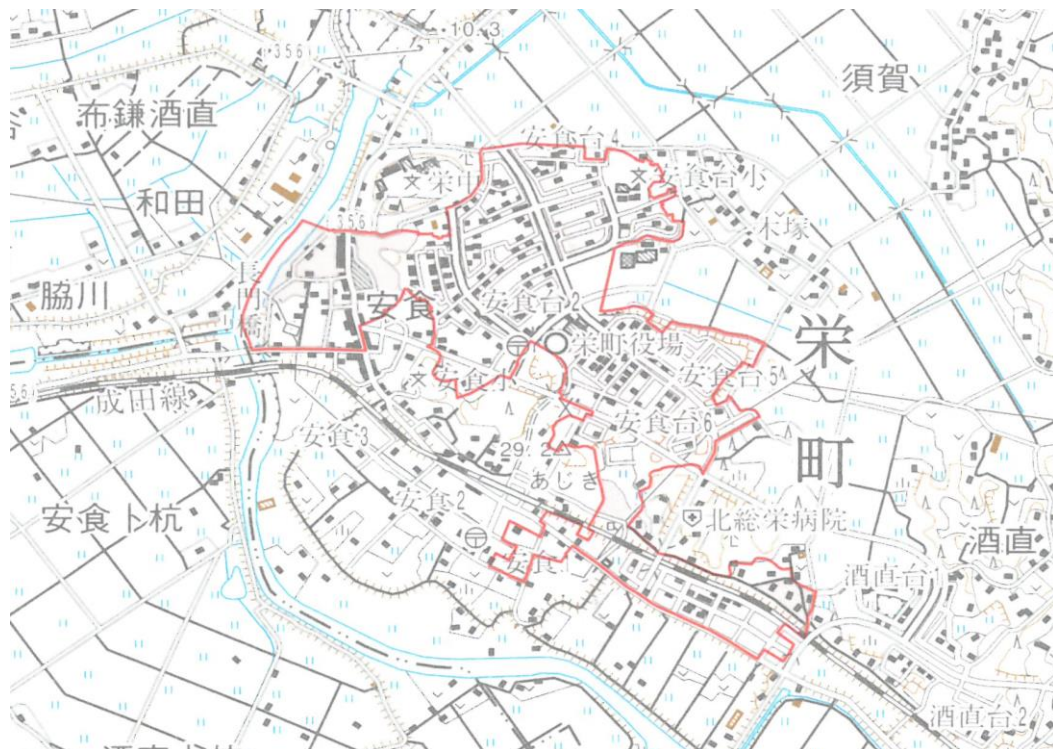 ・10.3
356
356
須賀
布鎌酒直
安食台4
栄中
安食台小
和田
木塚
356
長門橋
脇川
安食
安食台2
栄町役場
栄町
安食台5
356
成田線
安食小
安食3
安食台6
29.2
あじき
安食2
安食卜杭
北総栄病院
酒直
酒直台1
酒直台2